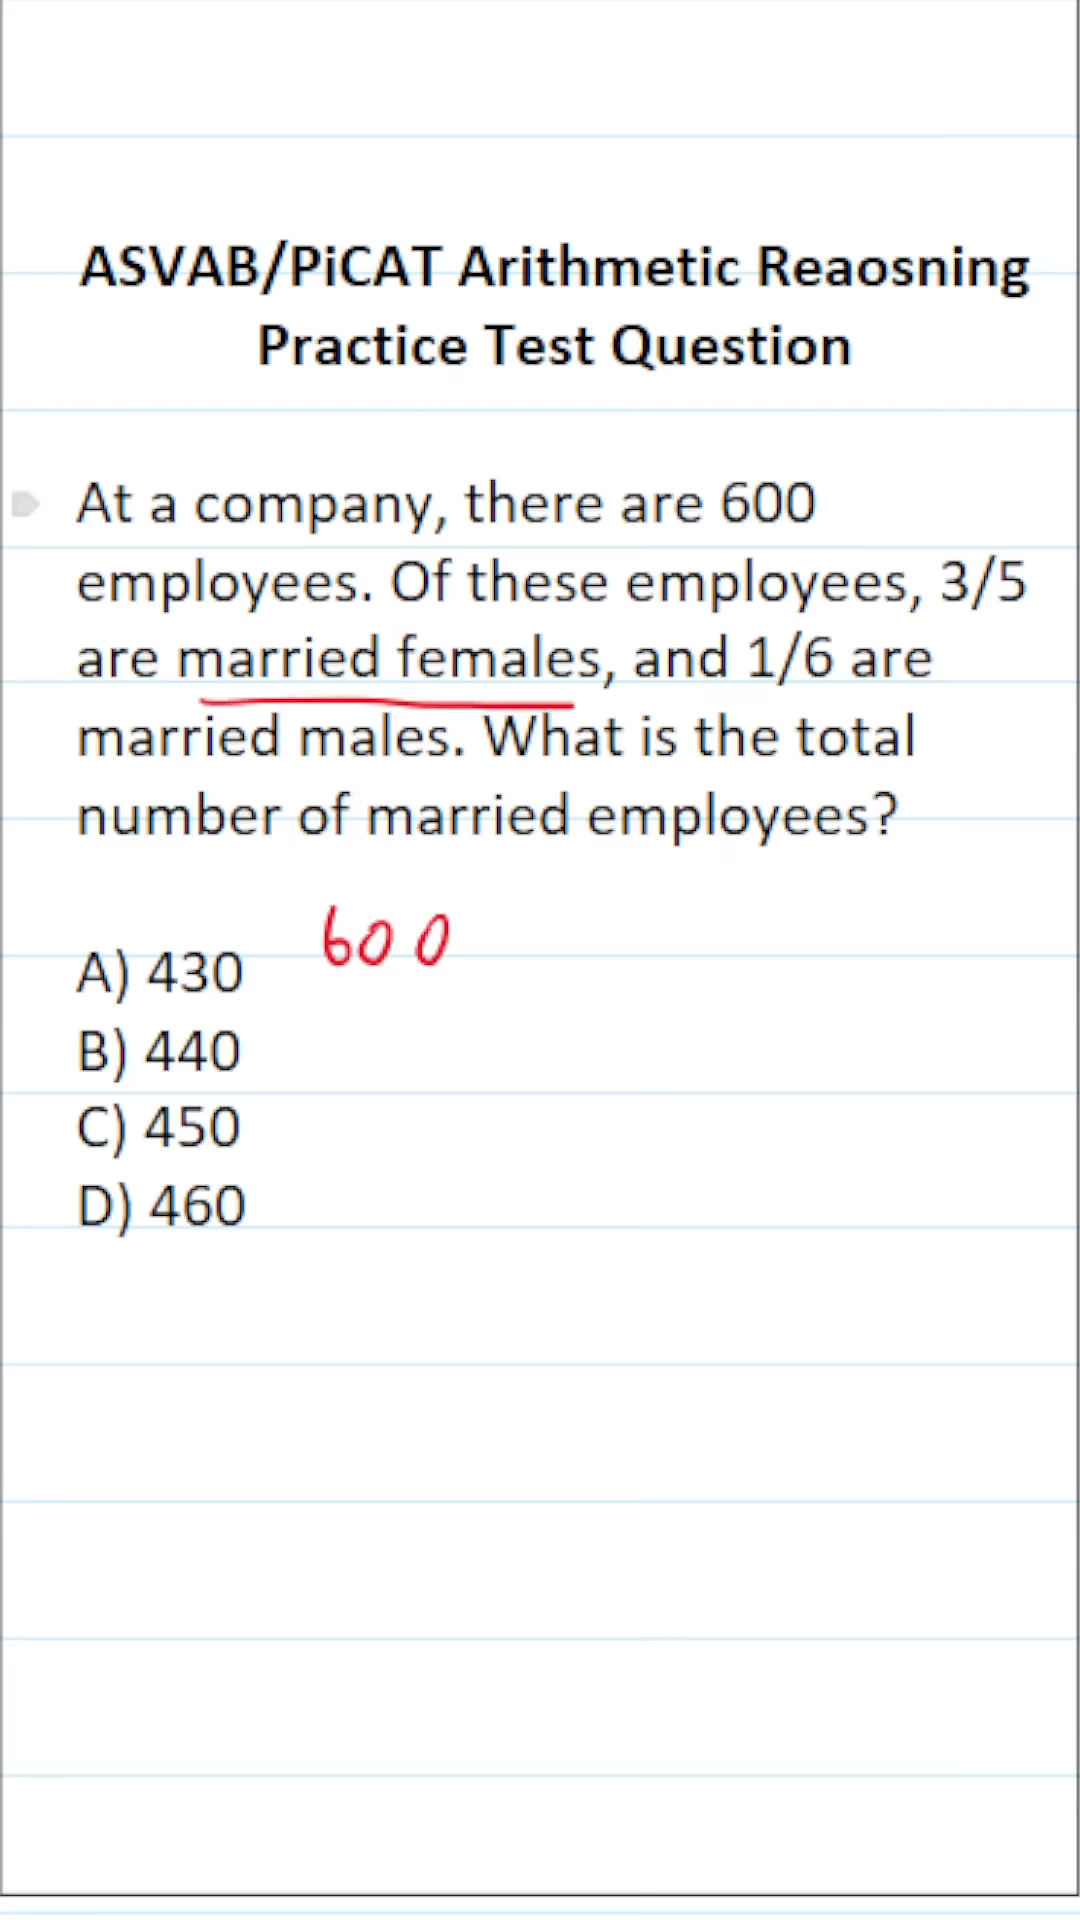 ASVAB/PiCAT Arithmetic Reaosning
Practice Test Question
At a company, there are 600
employees. Of these employees, 3/5
are married females, and 1/6 are
married males. What is the total
number of married employees?
600
A) 430
B) 440
C) 450
D) 460